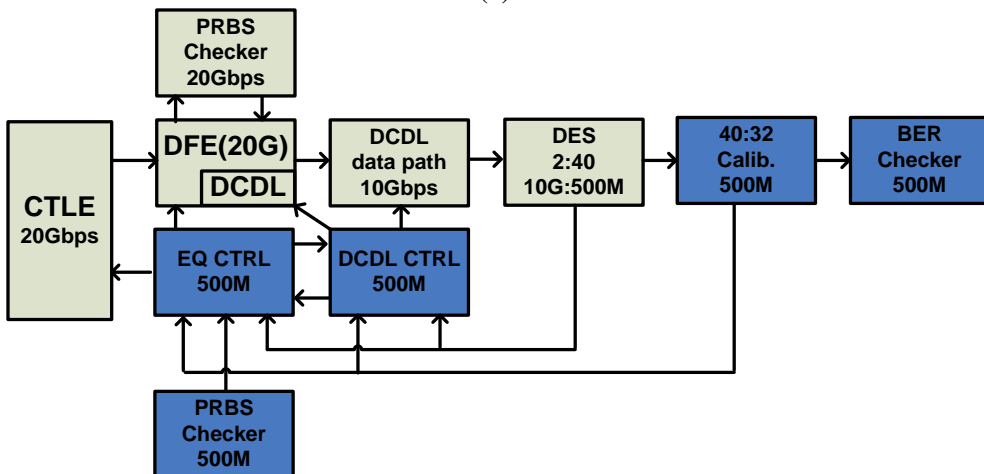 PRBS
Checker
20Gbps
CTLE
20Gbps
DFE(20G)
DCDL
DCDL
data path
10Gbps
DES
2:40
10G:500M
40:32
Calib.
500M
BER
Checker
500M
EQ CTRL
500M
DCDL CTRL
500M
PRBS
Checker
500M